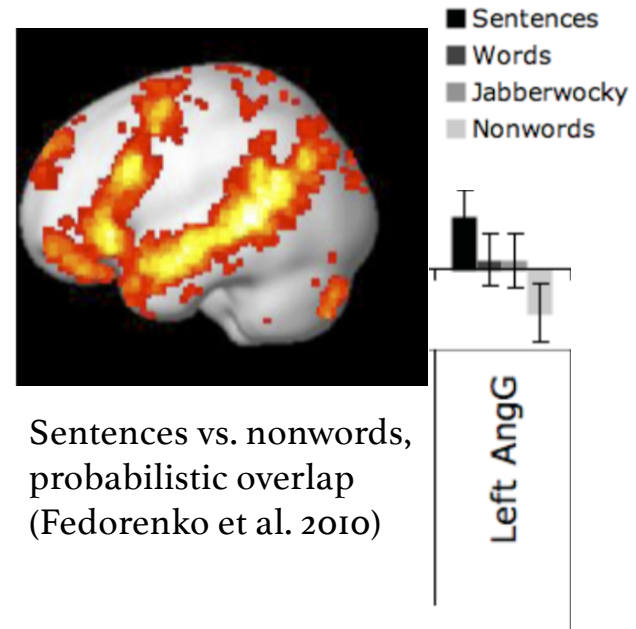 Sentences
Words
Jabberwocky
Nonwords
Left AngG
Sentences vs. nonwords,
probabilistic overlap
(Fedorenko et al. 2010)